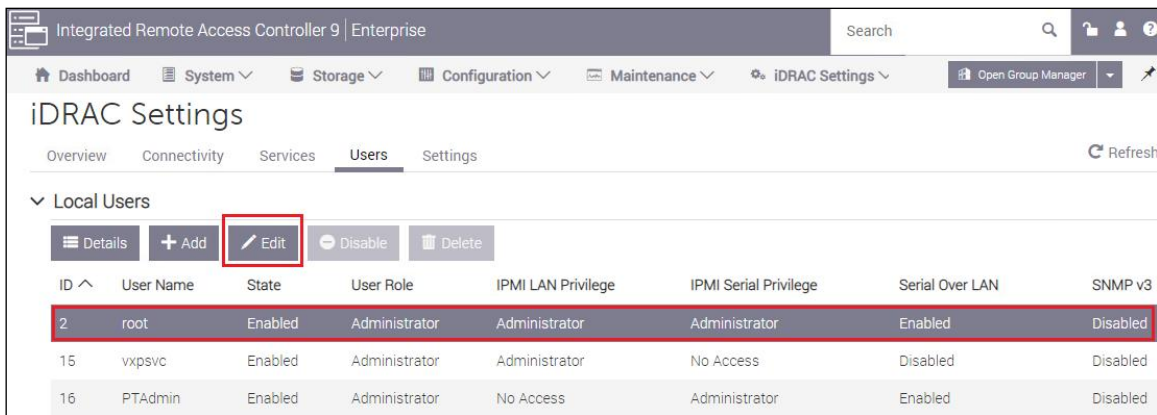 Integrated Remote Access Controller 9 | Enterprise Search
Dashboard System Storage Configuration Maintenance iDRAC Settings Open Group Manager
iDRAC Settings
Overview Connectivity Services Users Settings Refresh
Local Users
Details + Add Edit Disable Delete
ID User Name State User Role IPMI LAN Privilege IPMI Serial Privilege Serial Over LAN SNMP v3
2 root Enabled Administrator Administrator Administrator Enabled Disabled
15 vxpsvc Enabled Administrator Administrator No Access Disabled Disabled
16 PTAdmin Enabled Administrator No Access Administrator Enabled Disabled